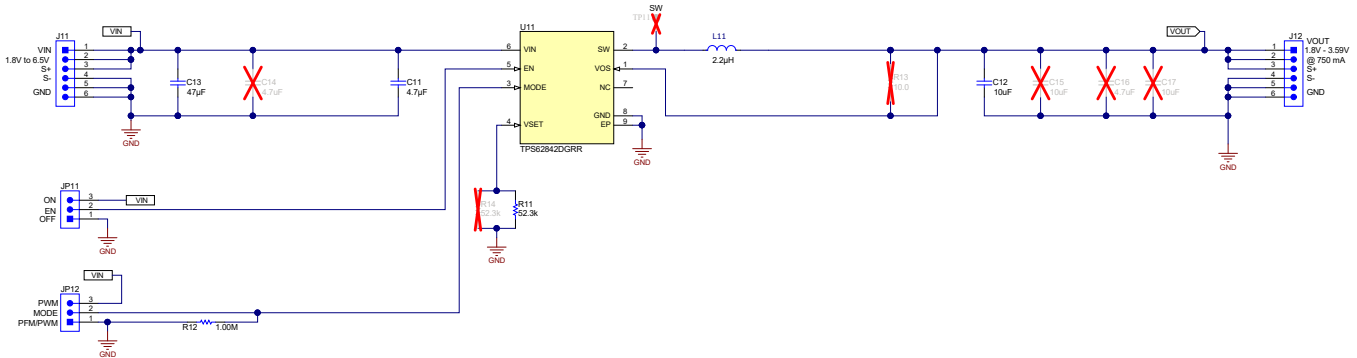 SW
TP11
J11
VIN
VIN
1.8V to 6.5V
S+
S-
GND
1
2
3
4
5
6
C13
47µF
C14
4.7uF
C11
4.7µF
U11
6 VIN
5 EN
3 MODE
4 VSET
SW 2
VOS 1
NC 7
GND 8
EP 9
TPS62842DGRR
L11
2.2µH
R13
10.0
C12
10uF
C15
10uF
C16
4.7uF
C17
10uF
VOUT
J12
1
2
3
4
5
6
VOUT
1.8V - 3.59V
@ 750 mA
S+
S-
GND
GND
GND
GND
JP11
ON 3
EN 2
OFF 1
VIN
GND
R14
52.3k
R11
52.3k
GND
VIN
JP12
PWM 3
MODE 2
PFM/PWM 1
R12 1.00M
GND